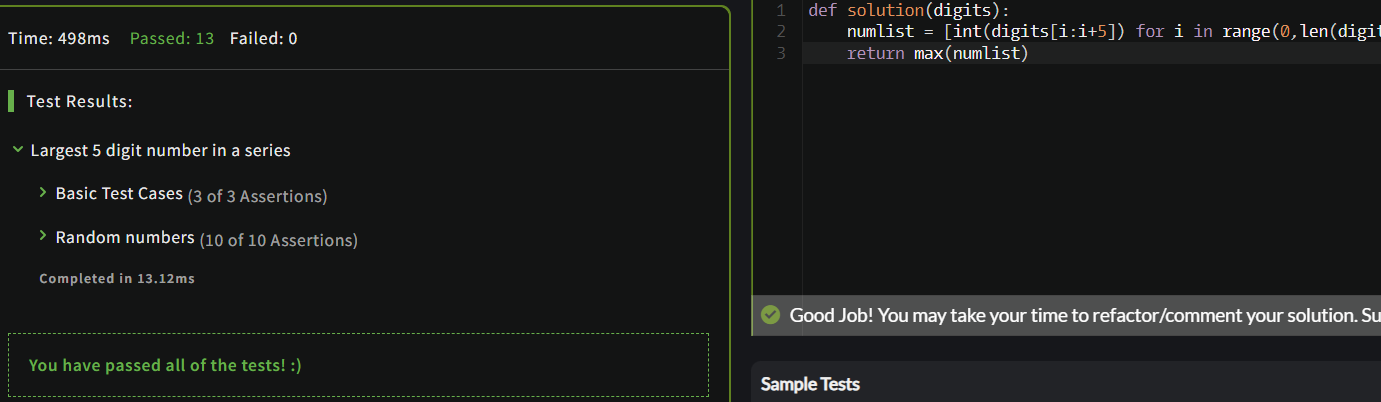 Time: 498ms Passed: 13 Failed: 0
Test Results:
Largest 5 digit number in a series
Basic Test Cases (3 of 3 Assertions)
Random numbers (10 of 10 Assertions)
Completed in 13.12ms
You have passed all of the tests! :)
1 def solution(digits):
2 numlist = [int(digits[i:i+5]) for i in range(0,len(digit
3 return max(numlist)
Good Job! You may take your time to refactor/comment your solution. Su
Sample Tests